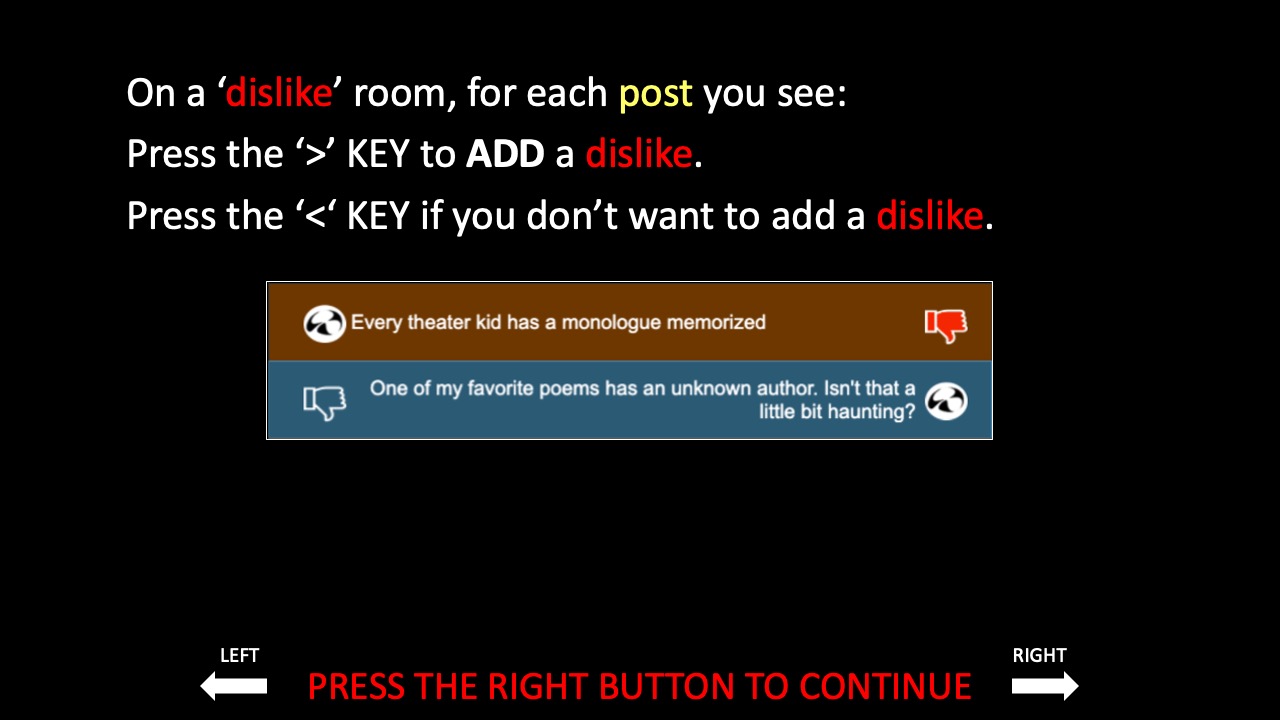 On a ‘dislike’ room, for each post you see:
Press the ‘>’ KEY to ADD a dislike.
Press the ‘<‘ KEY if you don’t want to add a dislike.
Every theater kid has a monologue memorized
One of my favorite poems has an unknown author. Isn't that a
little bit haunting?
LEFT
RIGHT
PRESS THE RIGHT BUTTON TO CONTINUE